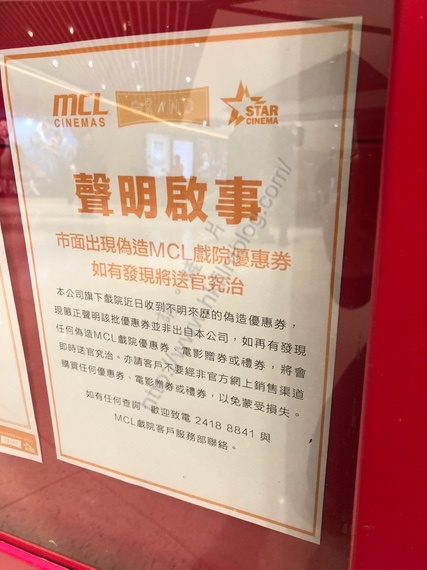 MCL
CINEMAS
GRAND
STAR
CINEMA
聲明啟事
市面出現偽造MCL戲院優惠券
如有發現將送官究治
本公司旗下戲院近日收到不明來歷的偽造優惠券，
現嚴正聲明該批優惠券並非出自本公司，如再有發現
任何偽造MCL戲院優惠券、電影贈券或禮券，將會
即時送官究治。亦請客戶不要經非官方網上銷售渠道
購買任何優惠券、電影贈券或禮券，以免蒙受損失。
如有任何查詢，歡迎致電 2418 8841 與
MCL戲院客戶服務部聯絡。